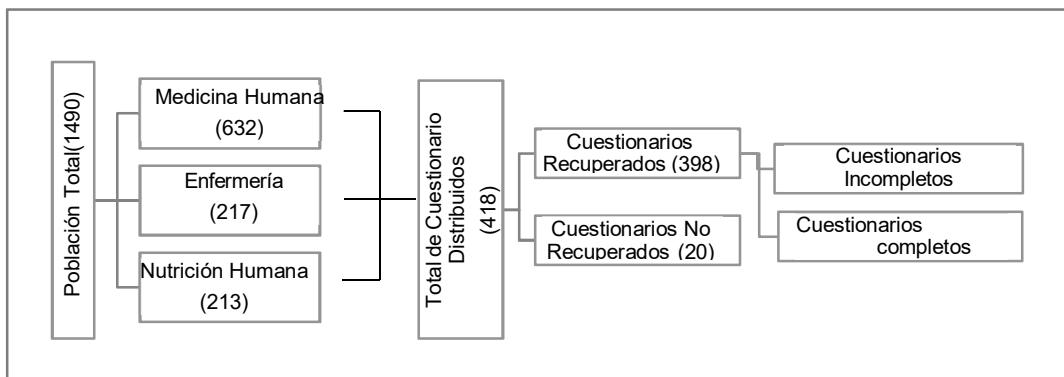 Población Total(1490)
Medicina Humana
(632)
Enfermería
(217)
Nutrición Humana
(213)
Total de Cuestionario
Distribuidos
(418)
Cuestionarios
Recuperados (398)
Cuestionarios No
Recuperados (20)
Cuestionarios
Incompletos
Cuestionarios
completos